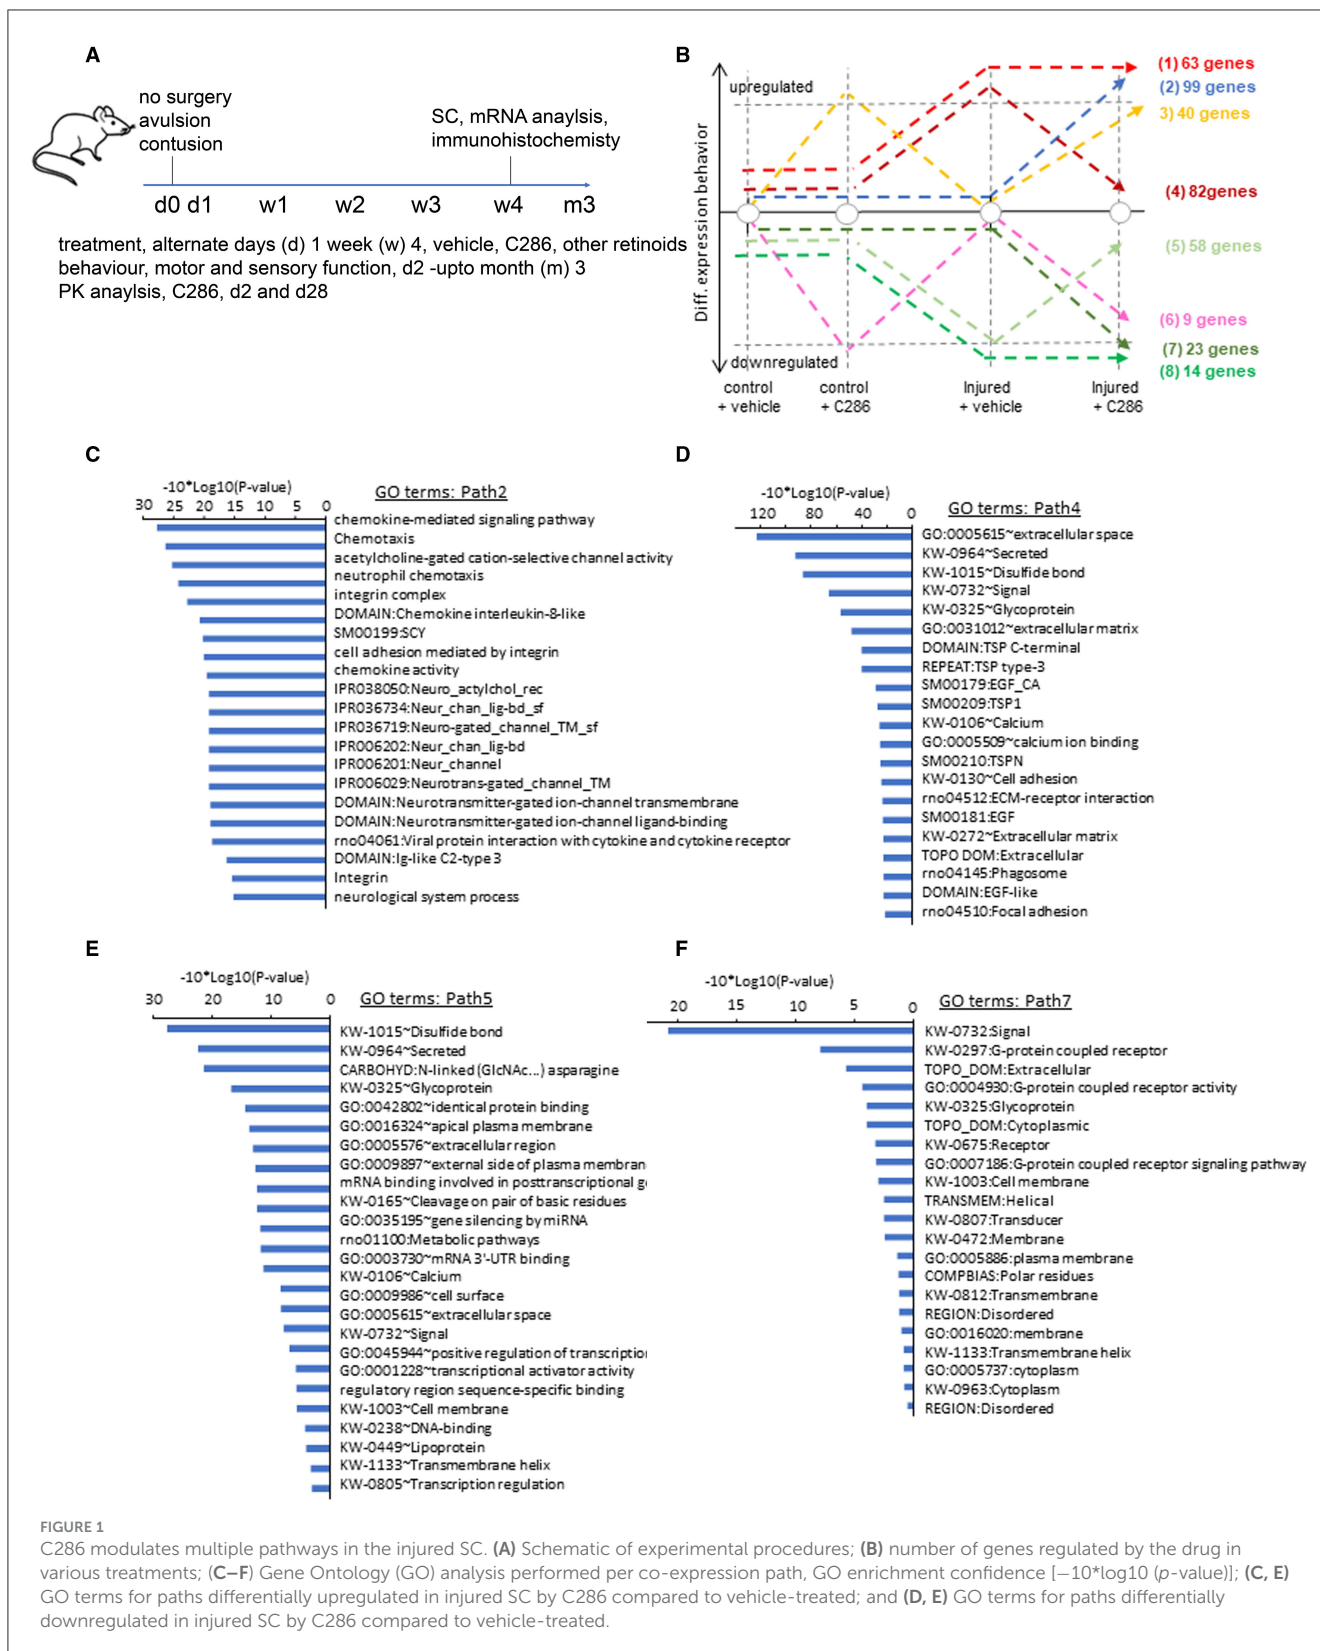 A
no surgery
avulsion
contusion
SC, mRNA anaylsis,
immunohistochemisty
d0 d1 w1 w2 w3 w4 m3
treatment, alternate days (d) 1 week (w) 4, vehicle, C286, other retinoids
behaviour, motor and sensory function, d2 -upto month (m) 3
PK anaylsis, C286, d2 and d28
B
Diff. expression behavior
upregulated
downregulated
control
+ vehicle
control
+ C286
Injured
+ vehicle
Injured
+ C286
(1) 63 genes
(2) 99 genes
3) 40 genes
(4) 82genes
(5) 58 genes
(6) 9 genes
(7) 23 genes
(8) 14 genes
C
-10*Log10(P-value)
GO terms: Path2
30 25 20 15 10 5 0
chemokine-mediated signaling pathway
Chemotaxis
acetylcholine-gated cation-selective channel activity
neutrophil chemotaxis
integrin complex
DOMAIN:Chemokine interleukin-8-like
SM00199:SCY
cell adhesion mediated by integrin
chemokine activity
IPR038050:Neuro_actylchol_rec
IPR036734:Neur_chan_lig-bd_sf
IPR036719:Neuro-gated_channel_TM_sf
IPR006202:Neur_chan_lig-bd
IPR006201:Neur_channel
IPR006029:Neurotrans-gated_channel_TM
DOMAIN:Neurotransmitter-gated ion-channel transmembrane
DOMAIN:Neurotransmitter-gated ion-channel ligand-binding
rno04061:Viral protein interaction with cytokine and cytokine receptor
DOMAIN:Ig-like C2-type 3
Integrin
neurological system process
D
-10*Log10(P-value)
GO terms: Path4
120 80 40 0
GO:0005615~extracellular space
KW-0964~Secreted
KW-1015~Disulfide bond
KW-0732~Signal
KW-0325~Glycoprotein
GO:0031012~extracellular matrix
DOMAIN:TSP C-terminal
REPEAT:TSP type-3
SM00179:EGF_CA
SM00209:TSP1
KW-0106~Calcium
GO:0005509~calcium ion binding
SM00210:TSPN
KW-0130~Cell adhesion
rno04512:ECM-receptor interaction
SM00181:EGF
KW-0272~Extracellular matrix
TOPO DOM:Extracellular
rno04145:Phagosome
DOMAIN:EGF-like
rno04510:Focal adhesion
E
-10*Log10(P-value)
GO terms: Path5
30 20 10 0
KW-1015~Disulfide bond
KW-0964~Secreted
CARBOHYD:N-linked (GlcNAc...) asparagine
KW-0325~Glycoprotein
GO:0042802~identical protein binding
GO:0016324~apical plasma membrane
GO:0005576~extracellular region
GO:0009897~external side of plasma membran
mRNA binding involved in posttranscriptional g
KW-0165~Cleavage on pair of basic residues
GO:0035195~gene silencing by miRNA
rno01100:Metabolic pathways
GO:0003730~mRNA 3'-UTR binding
KW-0106~Calcium
GO:0009986~cell surface
GO:0005615~extracellular space
KW-0732~Signal
GO:0045944~positive regulation of transcriptio
GO:0001228~transcriptional activator activity
regulatory region sequence-specific binding
KW-1003~Cell membrane
KW-0238~DNA-binding
KW-0449~Lipoprotein
KW-1133~Transmembrane helix
KW-0805~Transcription regulation
F
-10*Log10(P-value)
GO terms: Path7
20 15 10 5 0
KW-0732:Signal
KW-0297:G-protein coupled receptor
TOPO_DOM:Extracellular
GO:0004930:G-protein coupled receptor activity
KW-0325:Glycoprotein
TOPO_DOM:Cytoplasmic
KW-0675:Receptor
GO:0007186:G-protein coupled receptor signaling pathway
KW-1003:Cell membrane
TRANSMEM:Helical
KW-0807:Transducer
KW-0472:Membrane
GO:0005886:plasma membrane
COMPBIAS:Polar residues
KW-0812:Transmembrane
REGION:Disordered
GO:0016020:membrane
KW-1133:Transmembrane helix
GO:0005737:cytoplasm
KW-0963:Cytoplasm
REGION:Disordered
FIGURE 1
C286 modulates multiple pathways in the injured SC. (A) Schematic of experimental procedures; (B) number of genes regulated by the drug in
various treatments; (C–F) Gene Ontology (GO) analysis performed per co-expression path, GO enrichment confidence [−10*log10 (p-value)]; (C, E)
GO terms for paths differentially upregulated in injured SC by C286 compared to vehicle-treated; and (D, E) GO terms for paths differentially
downregulated in injured SC by C286 compared to vehicle-treated.